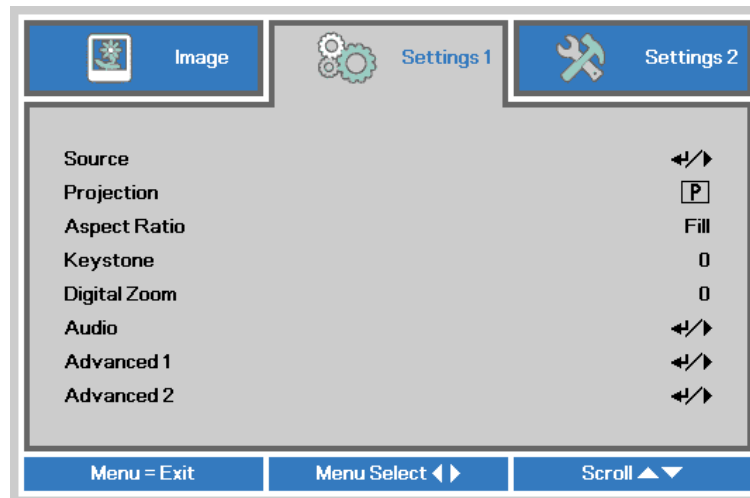 Image
Settings 1
Settings 2
Source
Projection P
Aspect Ratio Fill
Keystone 0
Digital Zoom 0
Audio
Advanced 1
Advanced 2
Menu = Exit
Menu Select
Scroll